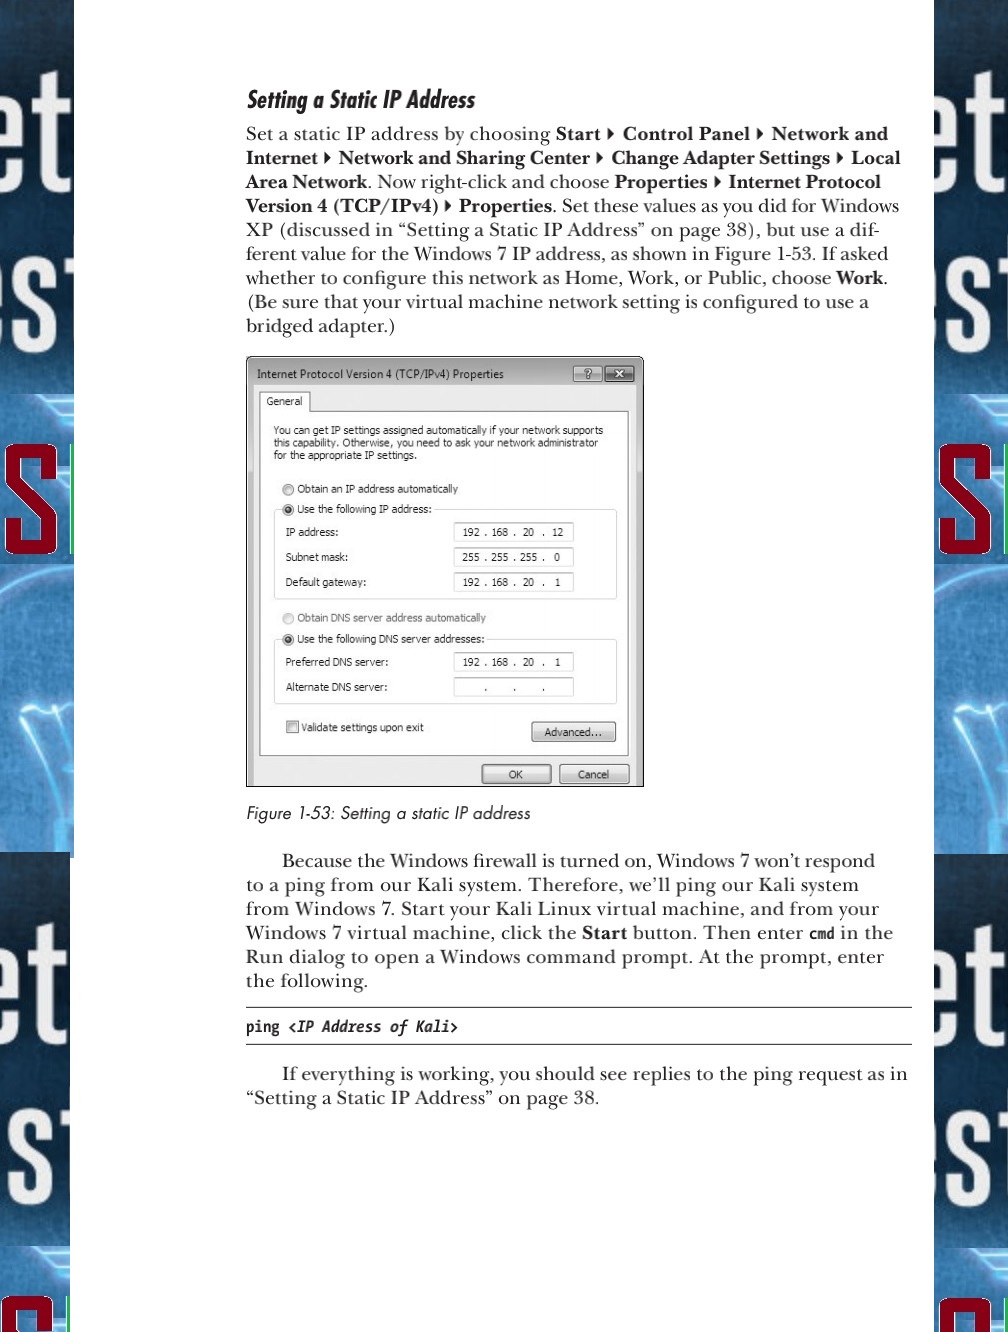 Setting a Static IP Address
Set a static IP address by choosing Start ▸ Control Panel ▸ Network and
Internet ▸ Network and Sharing Center ▸ Change Adapter Settings ▸ Local
Area Network. Now right-click and choose Properties ▸ Internet Protocol
Version 4 (TCP/IPv4) ▸ Properties. Set these values as you did for Windows
XP (discussed in “Setting a Static IP Address” on page 38), but use a dif-
ferent value for the Windows 7 IP address, as shown in Figure 1-53. If asked
whether to configure this network as Home, Work, or Public, choose Work.
(Be sure that your virtual machine network setting is configured to use a
bridged adapter.)
Internet Protocol Version 4 (TCP/IPv4) Properties
General
You can get IP settings assigned automatically if your network supports
this capability. Otherwise, you need to ask your network administrator
for the appropriate IP settings.
Obtain an IP address automatically
Use the following IP address:
IP address: 192 . 168 . 20 . 12
Subnet mask: 255 . 255 . 255 . 0
Default gateway: 192 . 168 . 20 . 1
Obtain DNS server address automatically
Use the following DNS server addresses:
Preferred DNS server: 192 . 168 . 20 . 1
Alternate DNS server: . . .
Validate settings upon exit
Advanced...
OK Cancel
Figure 1-53: Setting a static IP address
Because the Windows firewall is turned on, Windows 7 won’t respond
to a ping from our Kali system. Therefore, we’ll ping our Kali system
from Windows 7. Start your Kali Linux virtual machine, and from your
Windows 7 virtual machine, click the Start button. Then enter cmd in the
Run dialog to open a Windows command prompt. At the prompt, enter
the following.
ping <IP Address of Kali>
If everything is working, you should see replies to the ping request as in
“Setting a Static IP Address” on page 38.